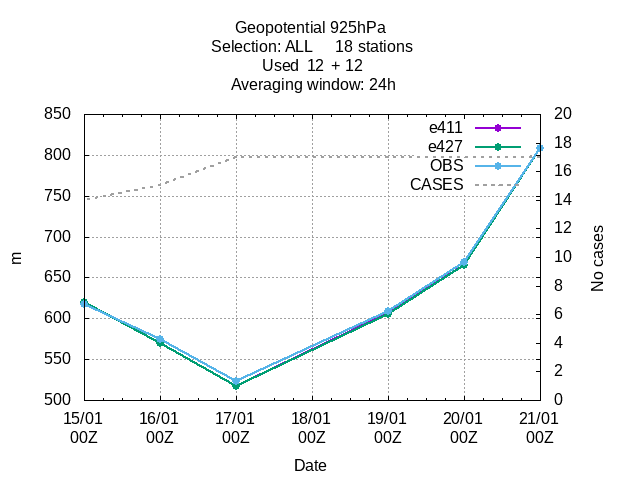 Geopotential 925hPa
Selection: ALL 18 stations
Used 12 + 12
Averaging window: 24h
850
800
750
700
650
600
550
500
m
20
18
16
14
12
10
8
6
4
2
0
No cases
e411
e427
OBS
CASES
15/01 16/01 17/01 18/01 19/01 20/01 21/01
00Z 00Z 00Z 00Z 00Z 00Z 00Z
Date